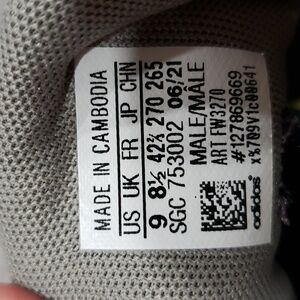 MADE IN CAMBODIA
US UK FR JP CHN
9 8½ 42⅔ 270 265
SGC 753002 06/21
MALE/MÂLE
ART FW3270
#127869669
adidas